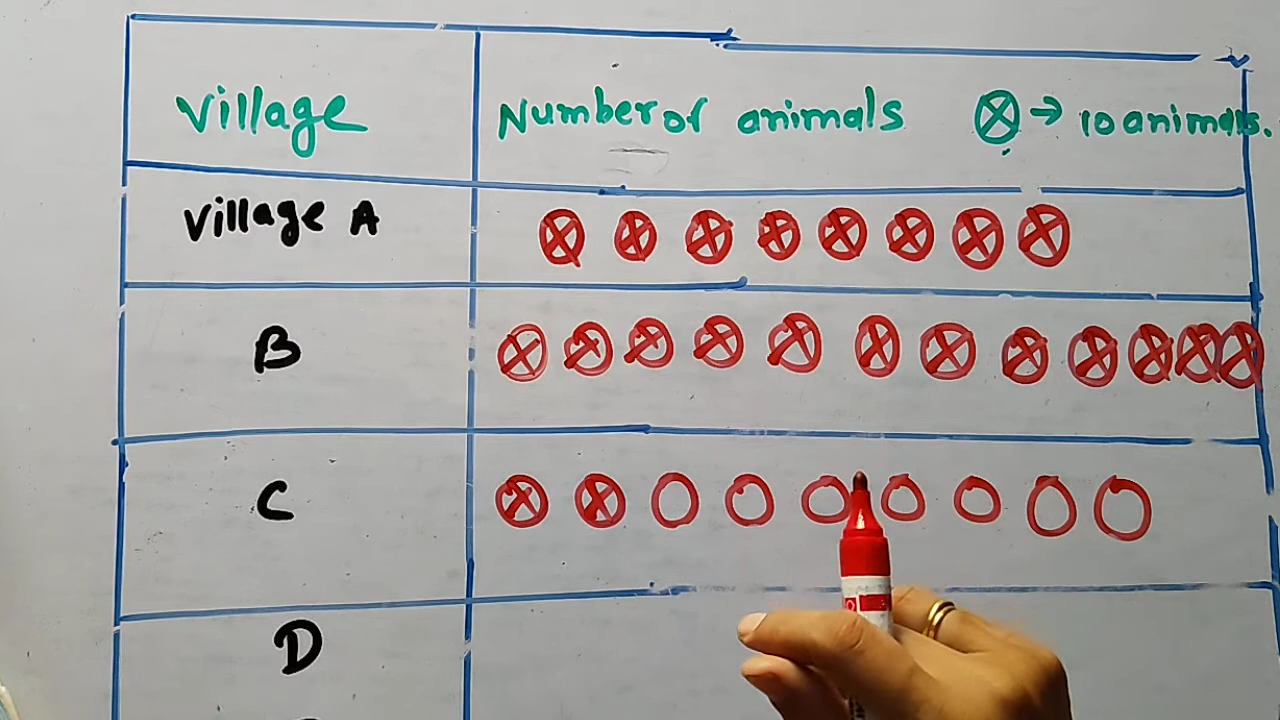 Village Number of animals ⓧ → 10 animals.
Village A
B
C
D